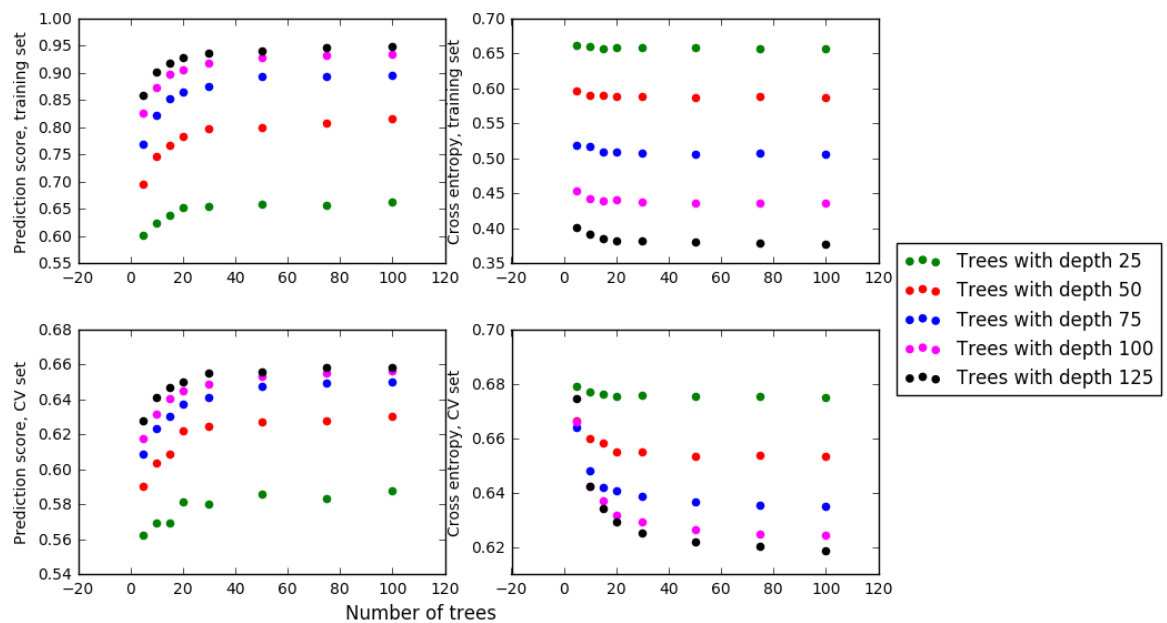 Prediction score, training set
1.00
0.95
0.90
0.85
0.80
0.75
0.70
0.65
0.60
0.55
−20 0 20 40 60 80 100 120
Cross entropy, training set
0.70
0.65
0.60
0.55
0.50
0.45
0.40
0.35
−20 0 20 40 60 80 100 120
Prediction score, CV set
0.68
0.66
0.64
0.62
0.60
0.58
0.56
0.54
−20 0 20 40 60 80 100 120
Cross entropy, CV set
0.70
0.68
0.66
0.64
0.62
−20 0 20 40 60 80 100 120
Number of trees
Trees with depth 25
Trees with depth 50
Trees with depth 75
Trees with depth 100
Trees with depth 125